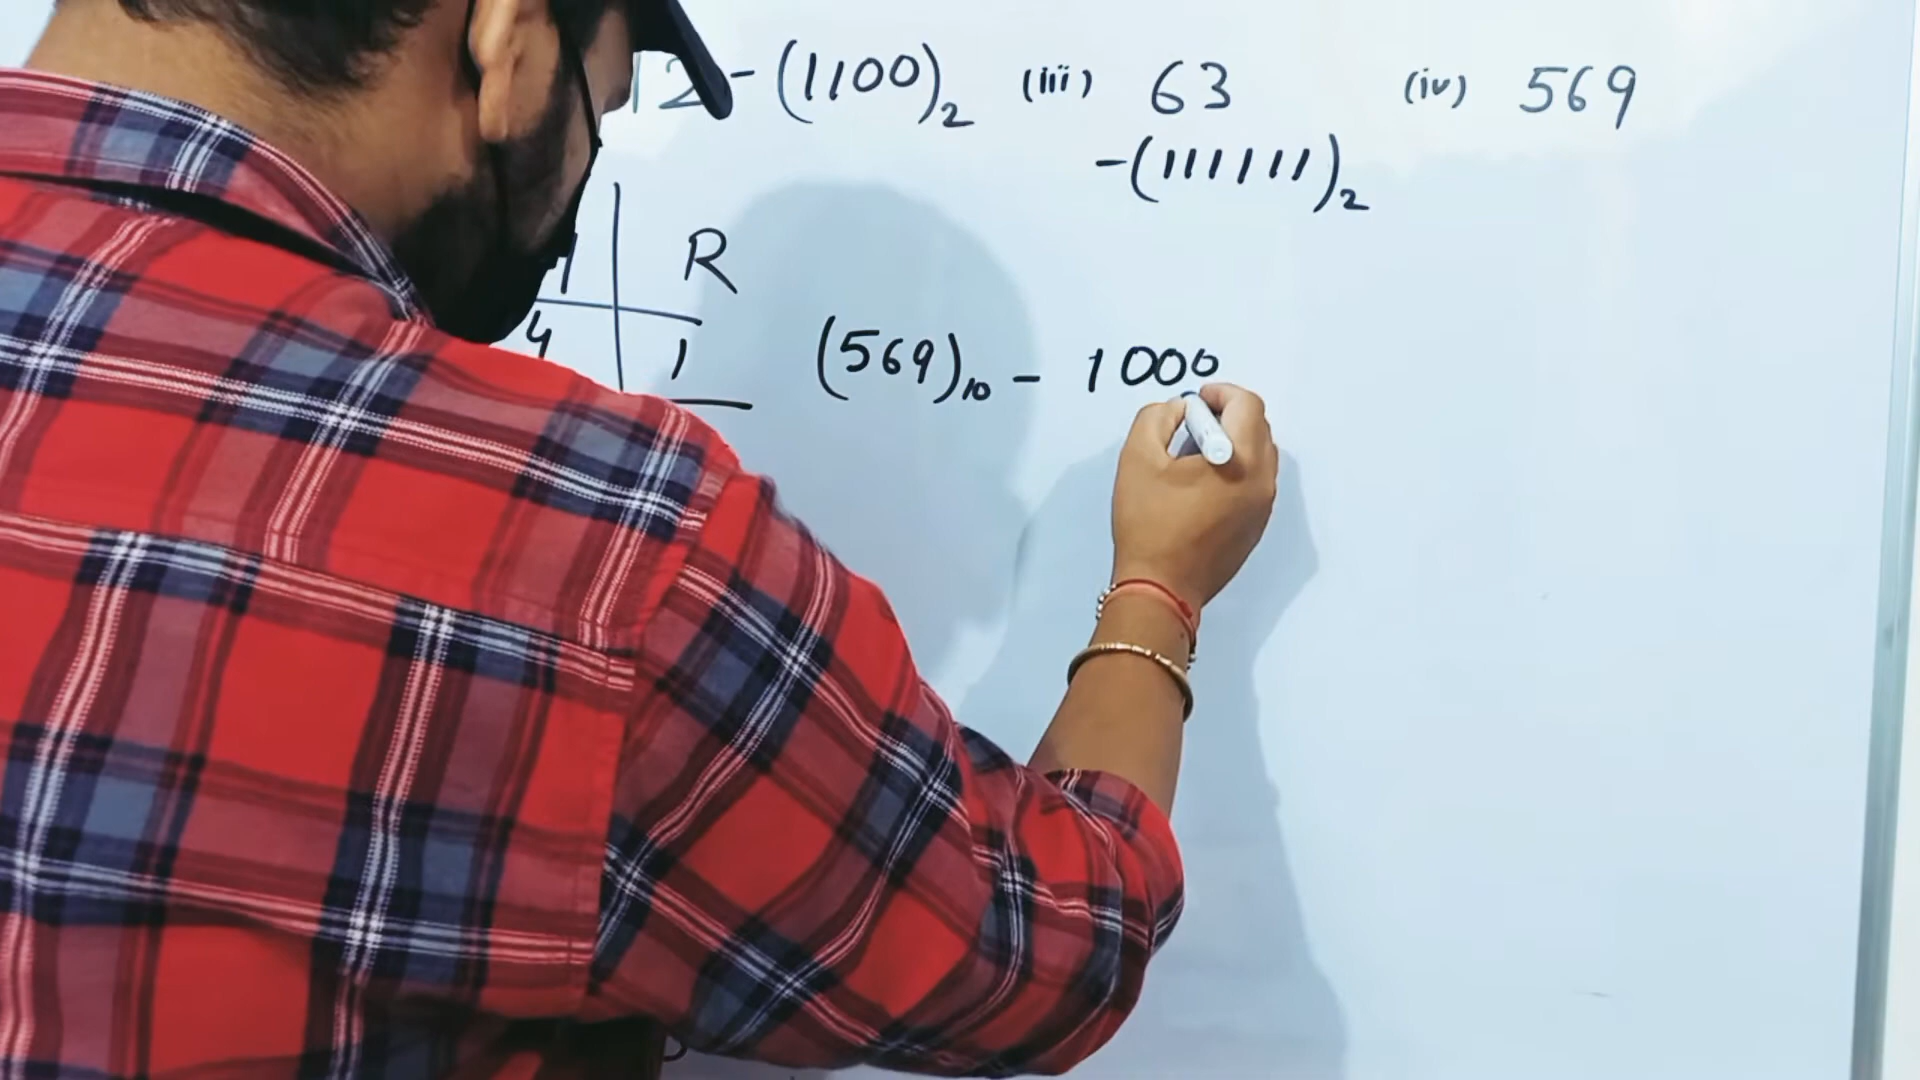 12 - (1100)2 (iii) 63 (iv) 569
- (111111)2
R
4 1 (569)10 - 1000